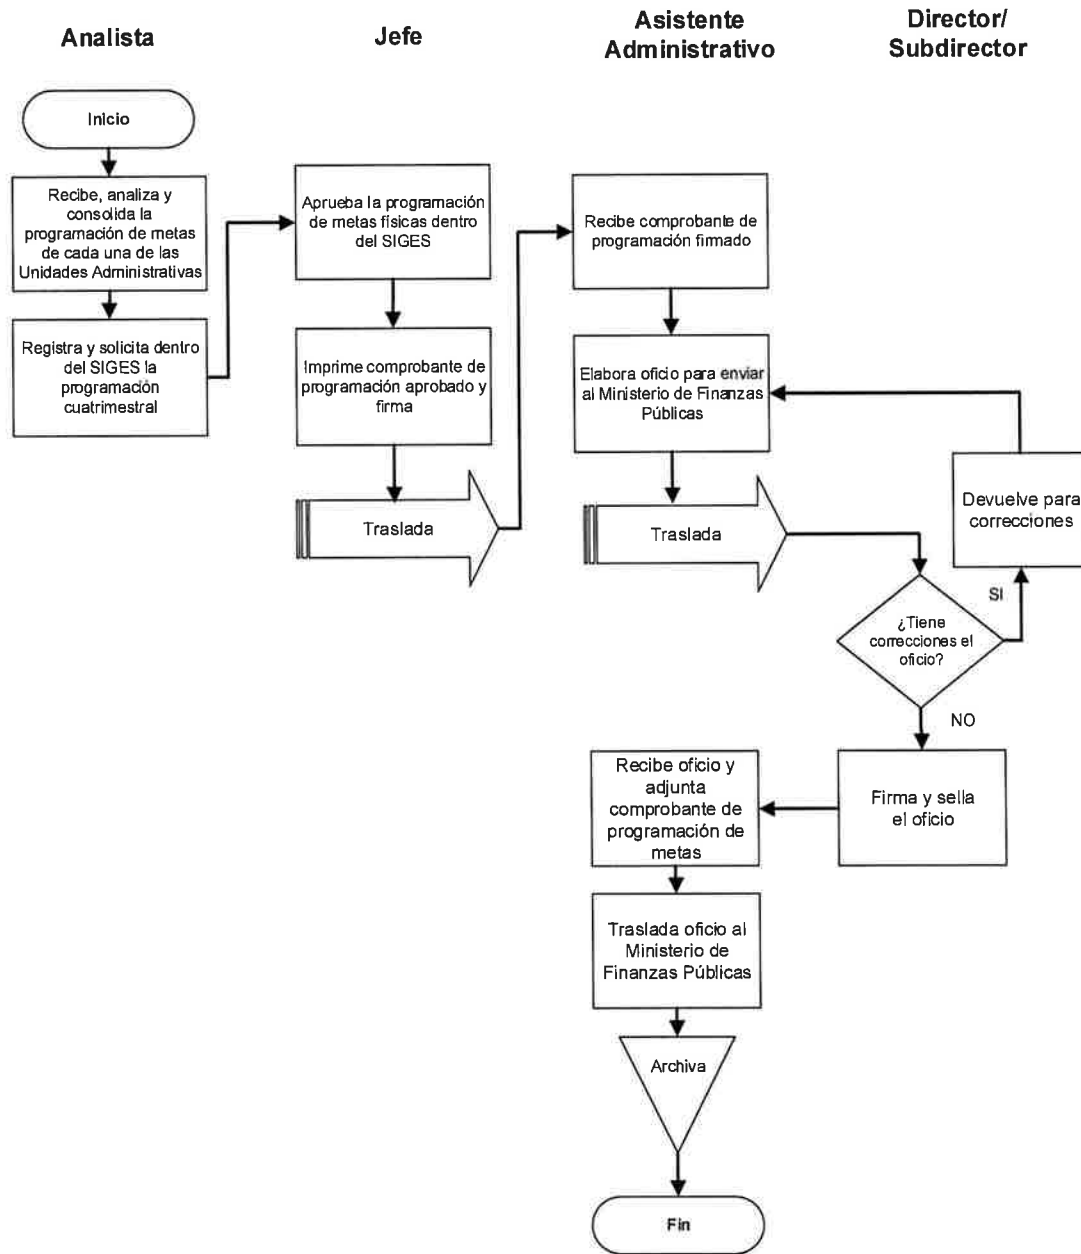 Analista
Jefe
Asistente
Administrativo
Director/
Subdirector
Inicio
Recibe, analiza y
consolida la
programación de metas
de cada una de las
Unidades Administrativas
Registra y solicita dentro
del SIGES la
programación
cuatrimestral
Aprueba la programación
de metas físicas dentro
del SIGES
Imprime comprobante de
programación aprobado y
firma
Traslada
Recibe comprobante de
programación firmado
Elabora oficio para enviar
al Ministerio de Finanzas
Públicas
Traslada
Devuelve para
correcciones
SI
¿Tiene
correcciones el
oficio?
NO
Firma y sella
el oficio
Recibe oficio y
adjunta
comprobante de
programación de
metas
Traslada oficio al
Ministerio de
Finanzas Públicas
Archiva
Fin